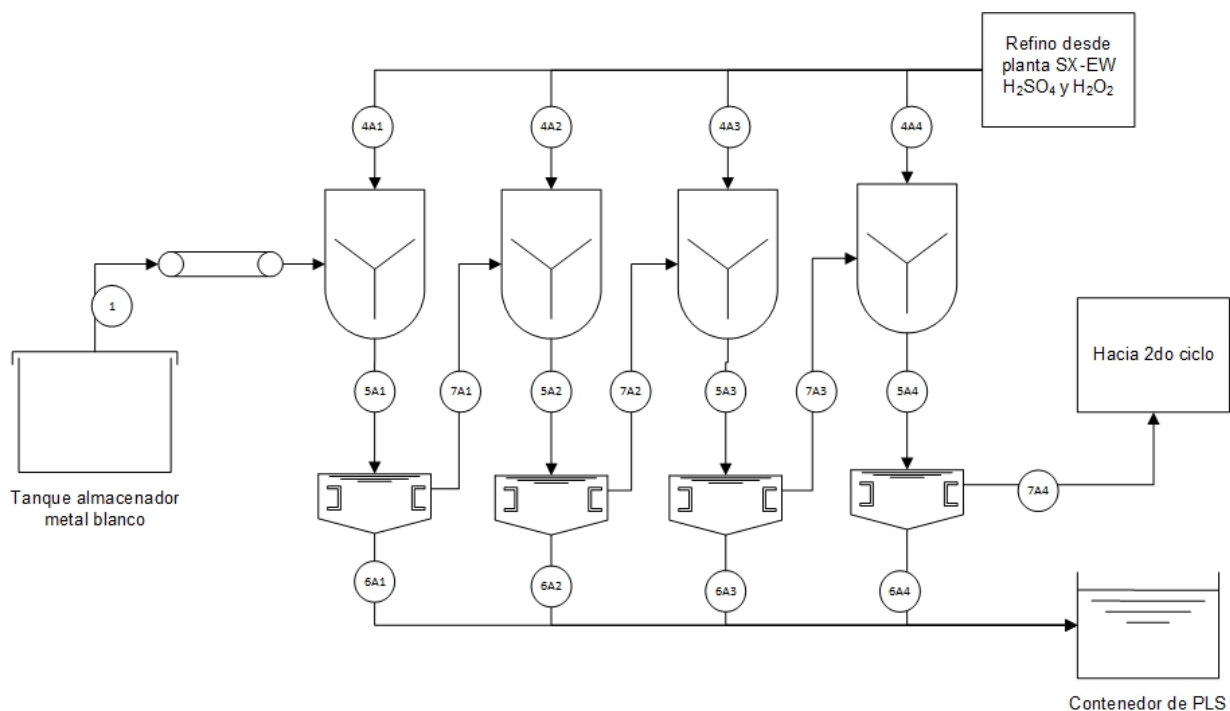 Refino desde
planta SX-EW
H₂SO₄ y H₂O₂
4A1
4A2
4A3
4A4
1
5A1
7A1
5A2
7A2
5A3
7A3
5A4
Hacia 2do ciclo
Tanque almacenador
metal blanco
7A4
6A1
6A2
6A3
6A4
Contenedor de PLS